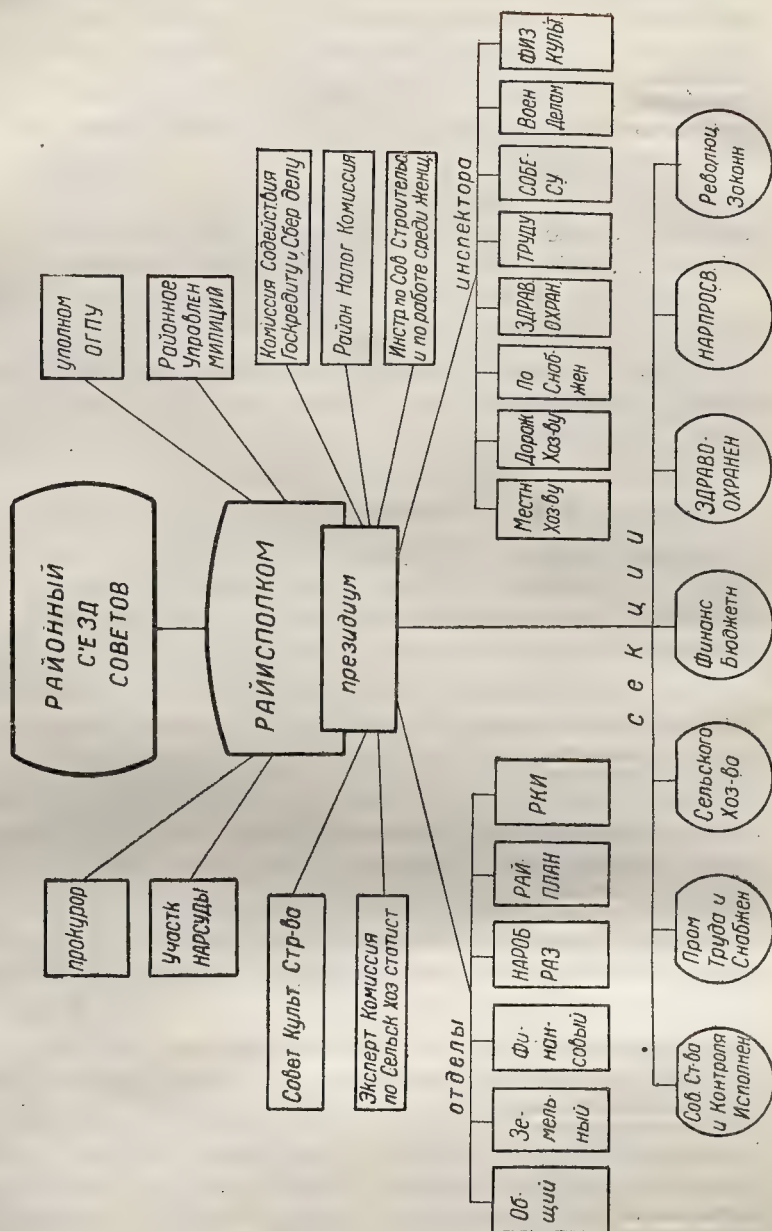 РАЙОННЫЙ
С'ЕЗД
СОВЕТОВ
прокурор
Участк
НАРСУДЫ
РАЙИСПОЛКОМ
президиум
уполном
ОГПУ
Районное
Управлен
МИЛИЦИЙ
Совет Культ. Стр-ва
Эксперт Комиссия
по Сельск Хоз статист
Комиссия Содействия
Госкредиту и Сбер делу
Район Налог Комиссия
Инстр по Сов Строительс
и по работе среди женщ.
отделы
Об-
щий
Зе-
мель-
ный
Фи-
нан-
совый
НАРОБ
РАЗ
РАЙ-
ПЛАН
РКИ
инспектора
Местн
Хоз-ву
Дорож
Хоз-ву
По
Снаб-
жен
ЗДРАВ.
ОХРАН.
ТРУДУ
СОБЕ-
СУ
Воен
Делам
ФИЗ
КУЛЬТ.
секции
Сов. Ст-ва
и Контроля
Исполнен
Пром
Труда и
Снабжен
Сельского
Хоз-ва
Финанс
Бюджетн
ЗДРАВО-
ОХРАНЕН
НАРПРОСВ.
Революц.
Законн